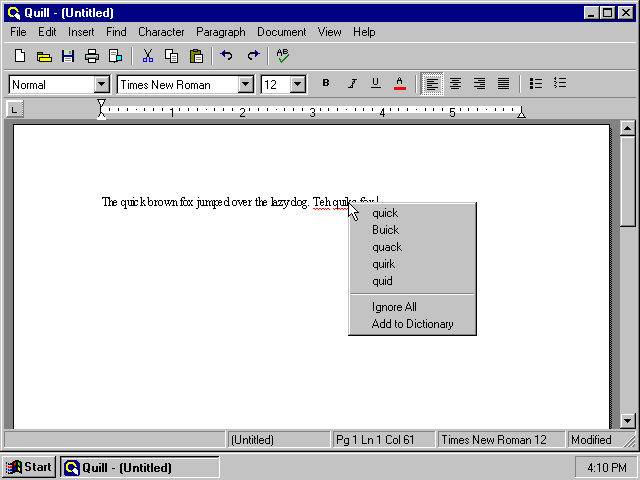 Quill - (Untitled)
File Edit Insert Find Character Paragraph Document View Help
Normal Times New Roman 12 B I U A
1 2 3 4 5
The quick brown fox jumped over the lazy dog. Teh
quick
Buick
quack
quirk
quid
Ignore All
Add to Dictionary
(Untitled) Pg 1 Ln 1 Col 61 Times New Roman 12 Modified
Start Quill - (Untitled) 4:10 PM